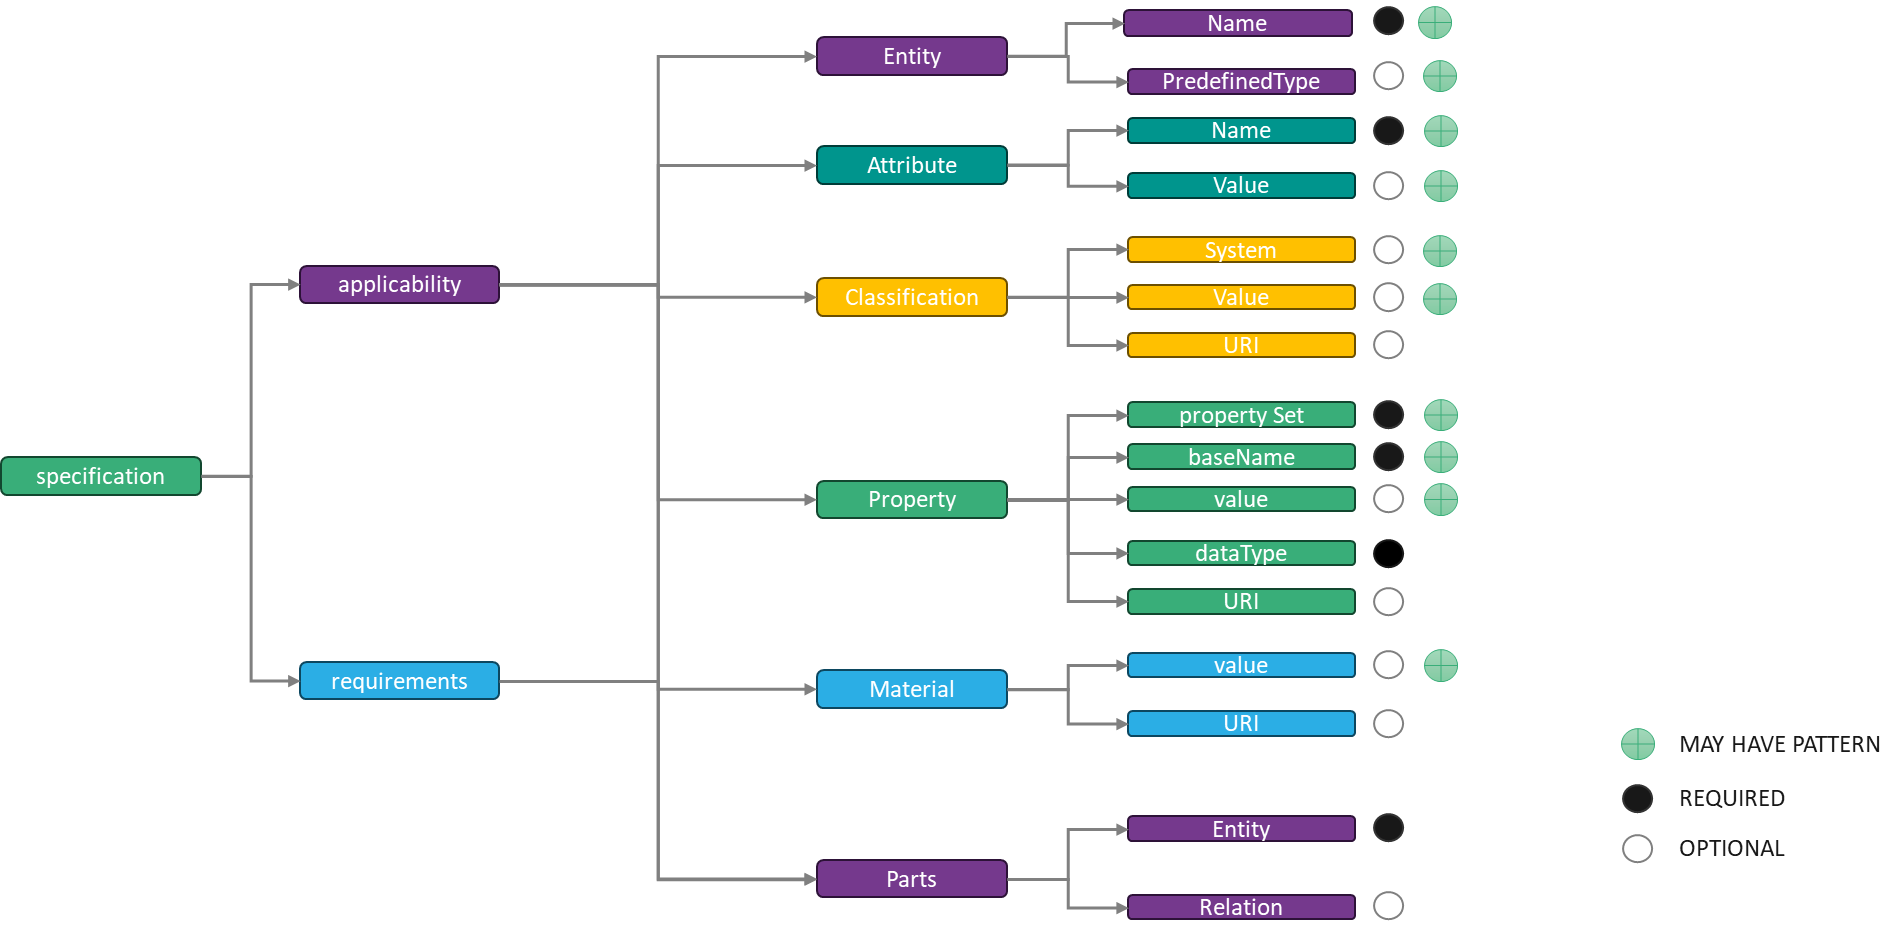 specification
applicability
requirements
Entity
Name
PredefinedType
Attribute
Name
Value
Classification
System
Value
URI
Property
property Set
baseName
value
dataType
URI
Material
value
URI
Parts
Entity
Relation
MAY HAVE PATTERN
REQUIRED
OPTIONAL